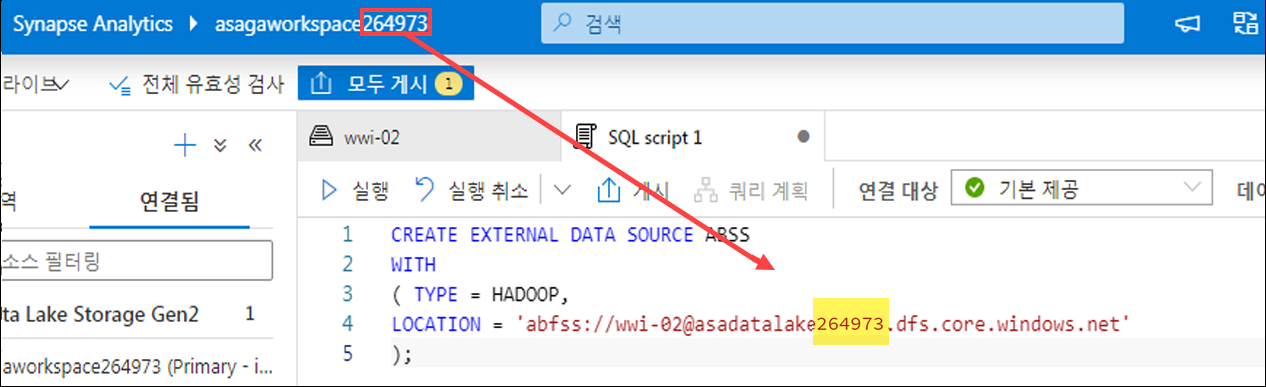 Synapse Analytics ▸ asagaworkspace264973 검색
라이브 전체 유효성 검사 모두 게시 1
wwi-02 SQL script 1
실행 실행 취소 게시 쿼리 계획 연결 대상 기본 제공 데이
역 연결됨
소스 필터링
ta Lake Storage Gen2 1
aworkspace264973 (Primary - i...
1 CREATE EXTERNAL DATA SOURCE ABSS
2 WITH
3 ( TYPE = HADOOP,
4 LOCATION = 'abfss://wwi-02@asadatalake264973.dfs.core.windows.net'
5 );